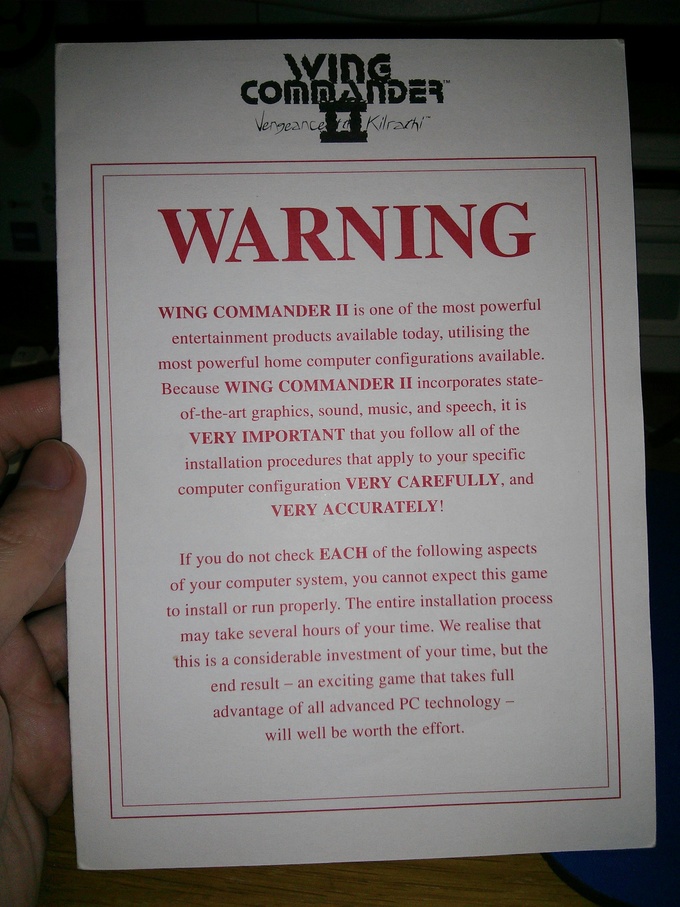 WING
COMMANDER™
II
Vengeance of the Kilrathi™
WARNING
WING COMMANDER II is one of the most powerful
entertainment products available today, utilising the
most powerful home computer configurations available.
Because WING COMMANDER II incorporates state-
of-the-art graphics, sound, music, and speech, it is
VERY IMPORTANT that you follow all of the
installation procedures that apply to your specific
computer configuration VERY CAREFULLY, and
VERY ACCURATELY!
If you do not check EACH of the following aspects
of your computer system, you cannot expect this game
to install or run properly. The entire installation process
may take several hours of your time. We realise that
this is a considerable investment of your time, but the
end result – an exciting game that takes full
advantage of all advanced PC technology –
will well be worth the effort.